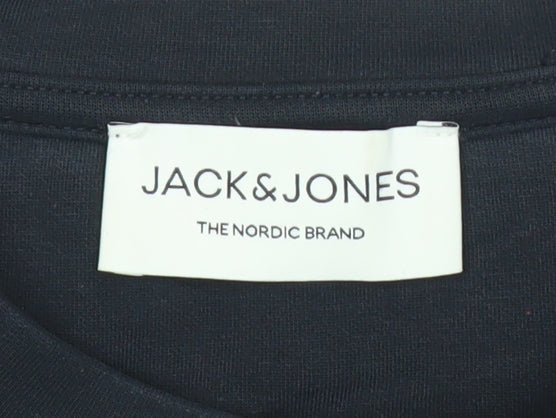 JACK&JONES
THE NORDIC BRAND